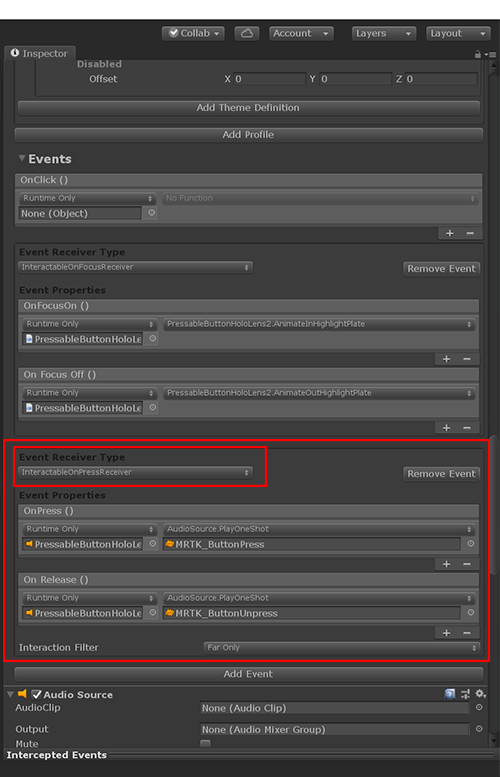 Collab Account Layers Layout
Inspector
Disabled
Offset X 0 Y 0 Z 0
Add Theme Definition
Add Profile
Events
OnClick ()
Runtime Only No Function
None (Object)
+ −
Event Receiver Type
InteractableOnFocusReceiver Remove Event
Event Properties
OnFocusOn ()
Runtime Only PressableButtonHoloLens2.AnimateInHighlightPlate
PressableButtonHoloLe
+ −
On Focus Off ()
Runtime Only PressableButtonHoloLens2.AnimateOutHighlightPlate
PressableButtonHoloLe
+ −
Event Receiver Type
InteractableOnPressReceiver Remove Event
Event Properties
OnPress ()
Runtime Only AudioSource.PlayOneShot
PressableButtonHoloLe MRTK_ButtonPress
+ −
On Release ()
Runtime Only AudioSource.PlayOneShot
PressableButtonHoloLe MRTK_ButtonUnpress
+ −
Interaction Filter Far Only
Add Event
Audio Source
AudioClip None (Audio Clip)
Output None (Audio Mixer Group)
Mute
Intercepted Events